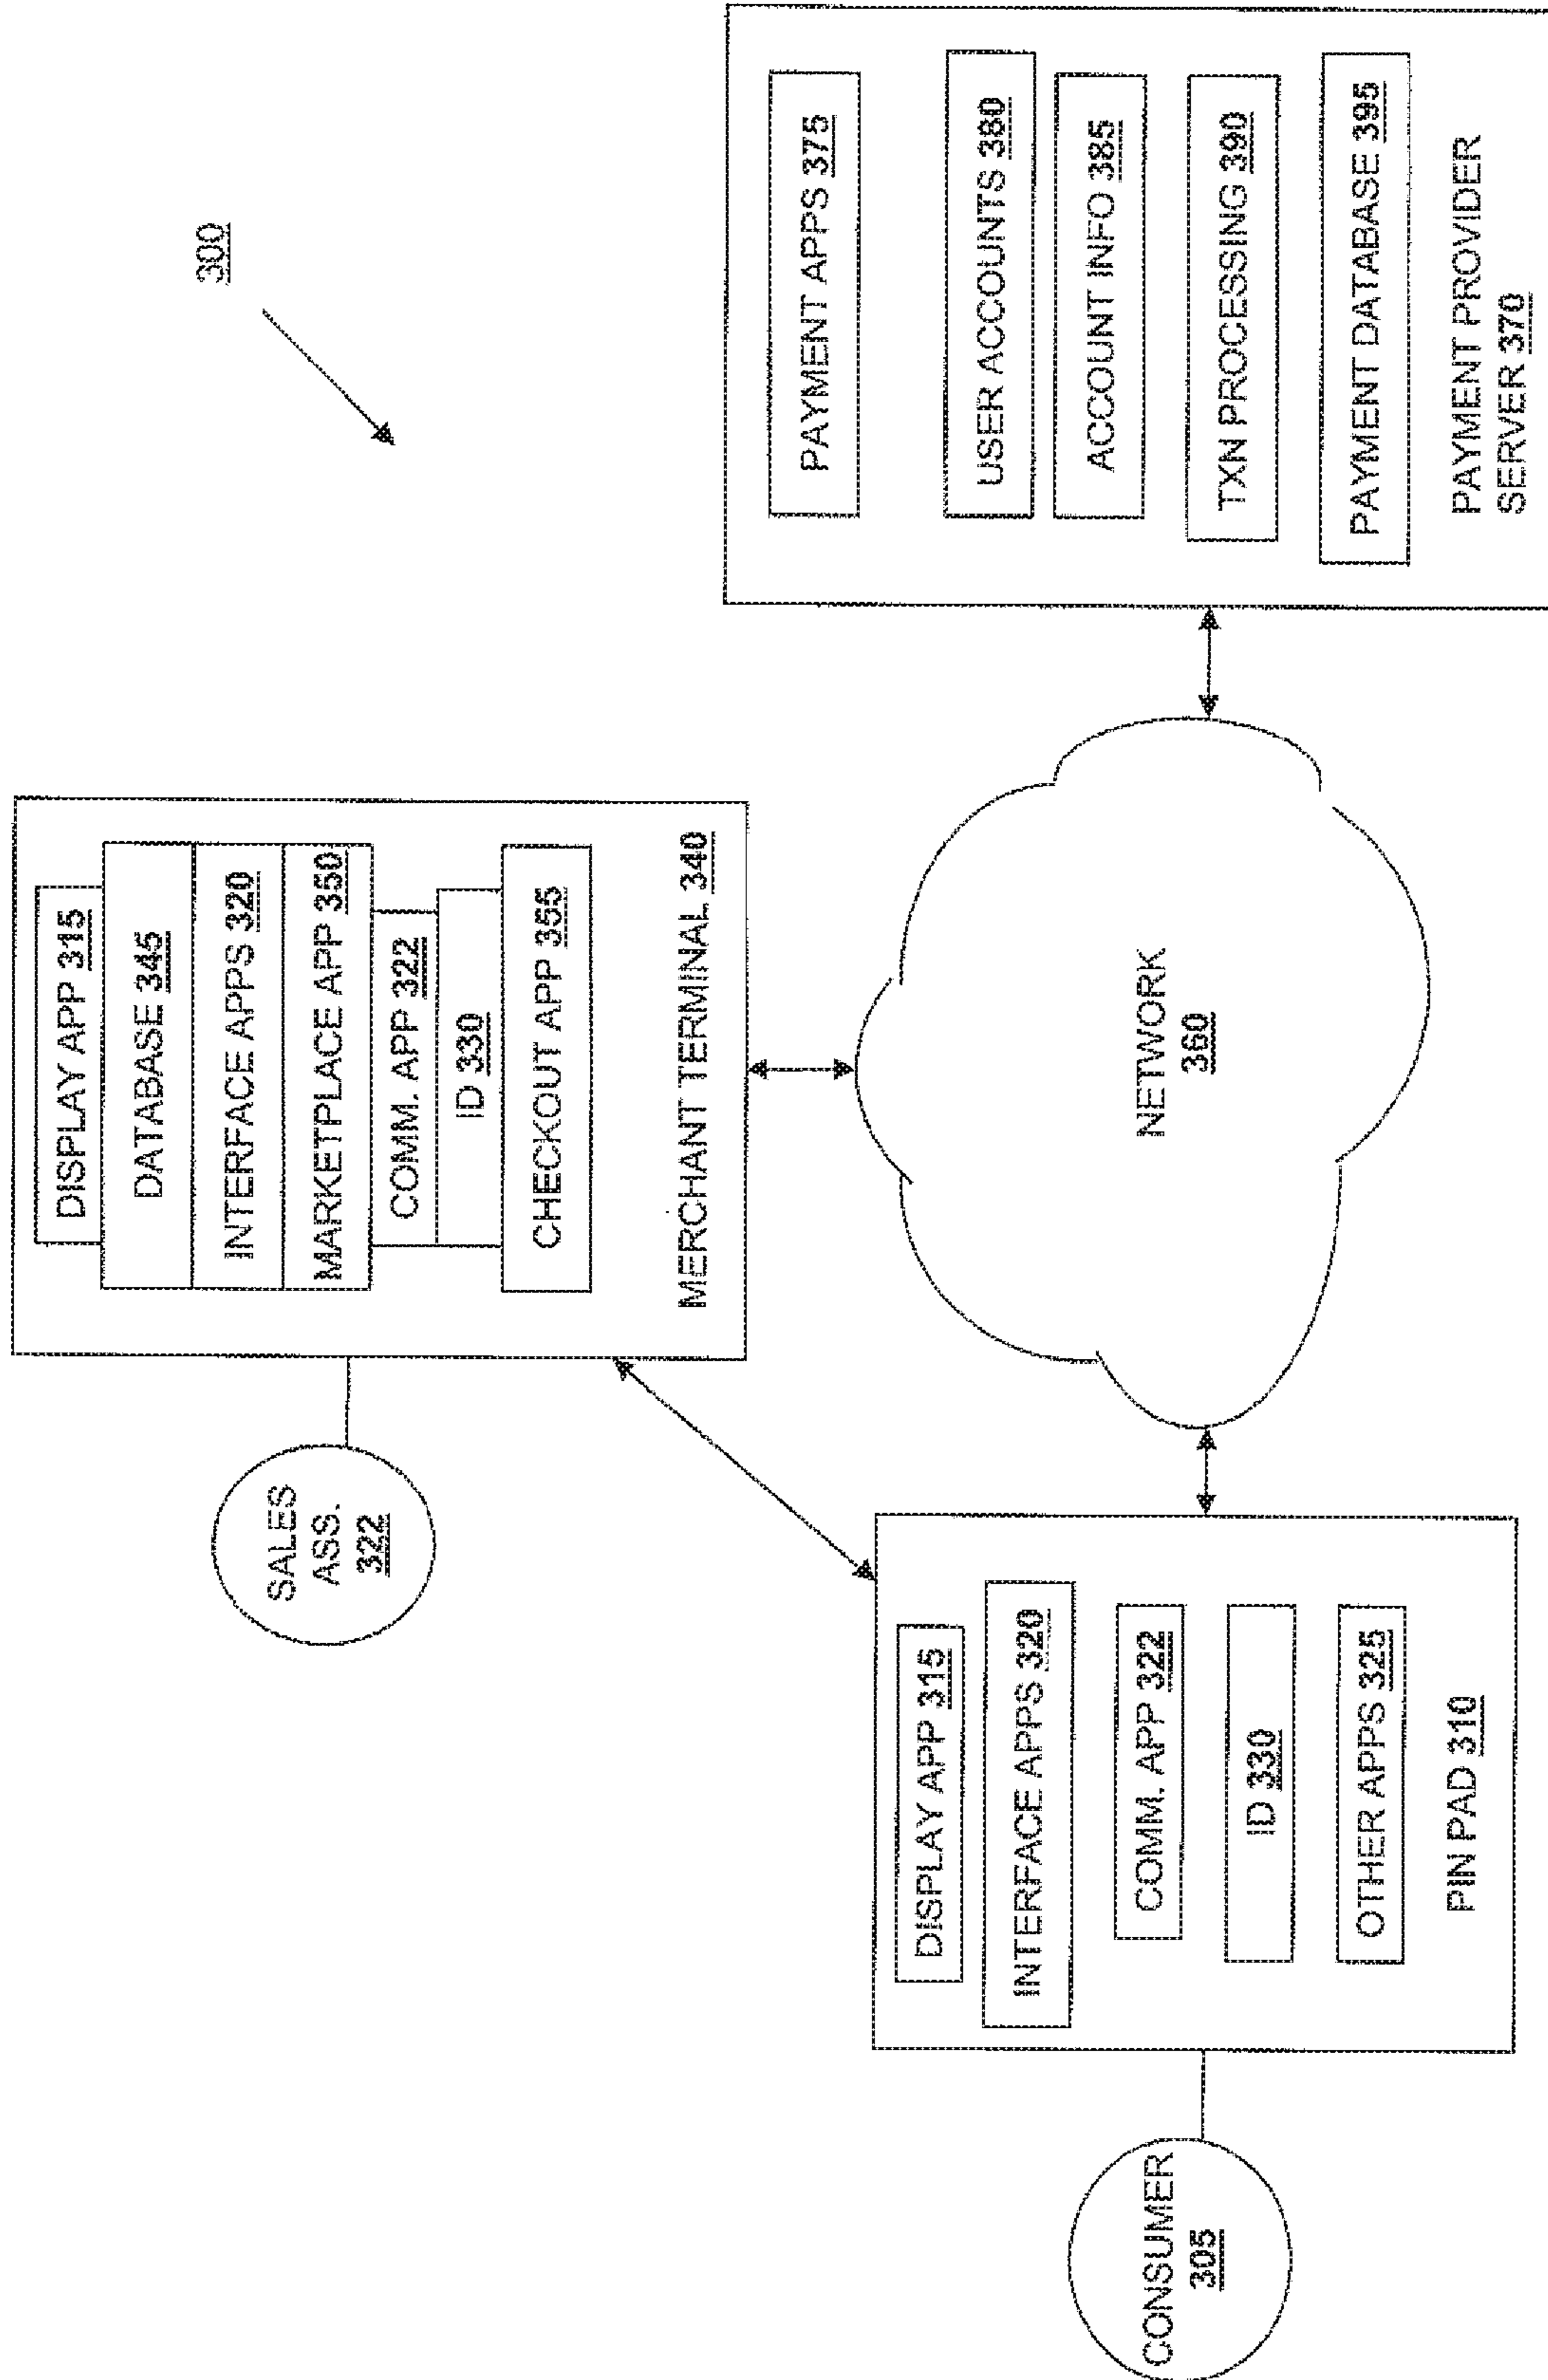 300
SALES
ASS.
322
DISPLAY APP 315
DATABASE 345
INTERFACE APPS 320
MARKETPLACE APP 350
COMM. APP 322
ID 330
CHECKOUT APP 355
MERCHANT TERMINAL 340
CONSUMER
305
DISPLAY APP 315
INTERFACE APPS 320
COMM. APP 322
ID 330
OTHER APPS 325
PIN PAD 310
NETWORK
360
PAYMENT APPS 375
USER ACCOUNTS 380
ACCOUNT INFO 385
TXN PROCESSING 390
PAYMENT DATABASE 395
PAYMENT PROVIDER
SERVER 370